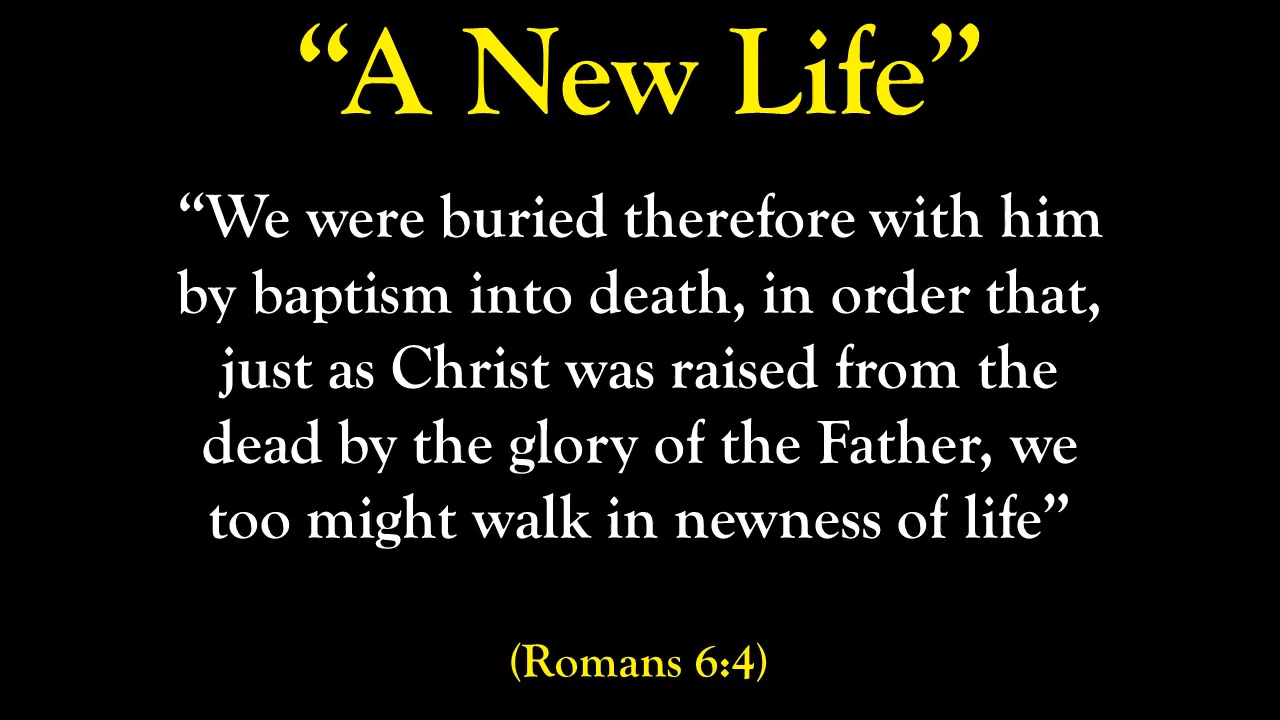 “A New Life”
“We were buried therefore with him
by baptism into death, in order that,
just as Christ was raised from the
dead by the glory of the Father, we
too might walk in newness of life”
(Romans 6:4)